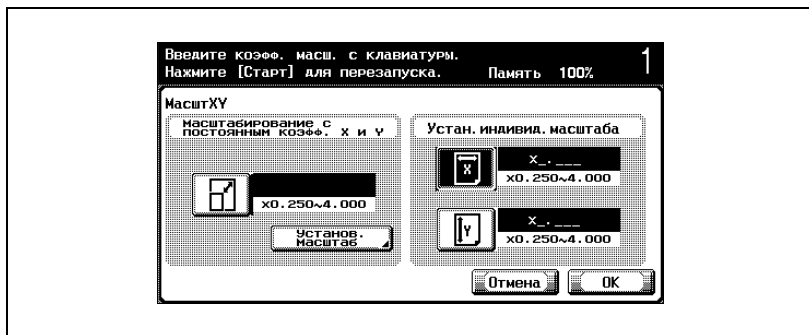 Введите коэфф. масш. с клавиатуры.
Нажмите [Старт] для перезапуска. Память 100% 1
МасштXY
Масштабирование с
постоянным коэфф. X и Y
x0.250~4.000
Установ.
масштаб
Устан. индивид. масштаба
X
x_.___
x0.250~4.000
Y
x_.___
x0.250~4.000
Отмена OK